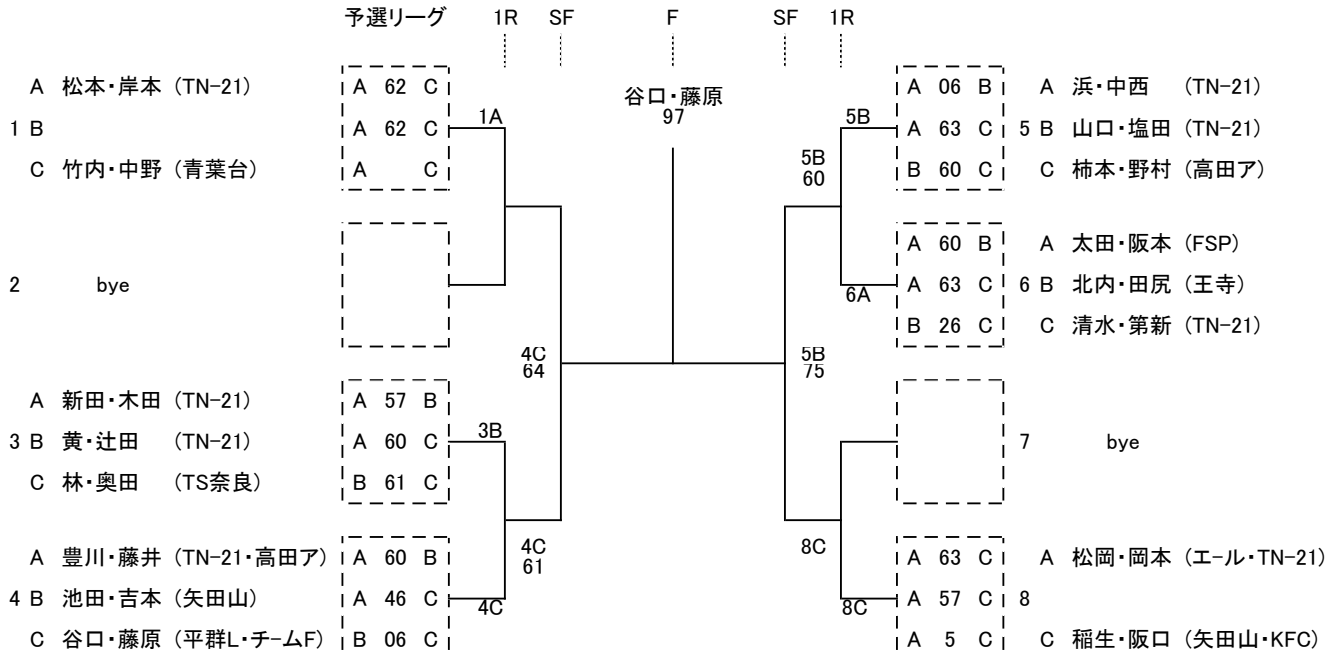 予選リーグ 1R SF F SF 1R
A 松本・岸本 (TN-21) A 62 C
1 B A 62 C 1A
C 竹内・中野 (青葉台) A C
2 bye
A 新田・木田 (TN-21) A 57 B
3 B 黄・辻田 (TN-21) A 60 C 3B
C 林・奥田 (TS奈良) B 61 C
A 豊川・藤井 (TN-21・高田ア) A 60 B
4 B 池田・吉本 (矢田山) A 46 C 4C
C 谷口・藤原 (平群L・チームF) B 06 C
4C
64
4C
61
谷口・藤原
97
5B
60
5B
75
8C
A 06 B A 浜・中西 (TN-21)
5B A 63 C 5 B 山口・塩田 (TN-21)
B 60 C C 柿本・野村 (高田ア)
A 60 B A 太田・阪本 (FSP)
6A A 63 C 6 B 北内・田尻 (王寺)
B 26 C C 清水・第新 (TN-21)
7 bye
A 63 C A 松岡・岡本 (エール・TN-21)
8C A 57 C 8
A 5 C C 稲生・阪口 (矢田山・KFC)